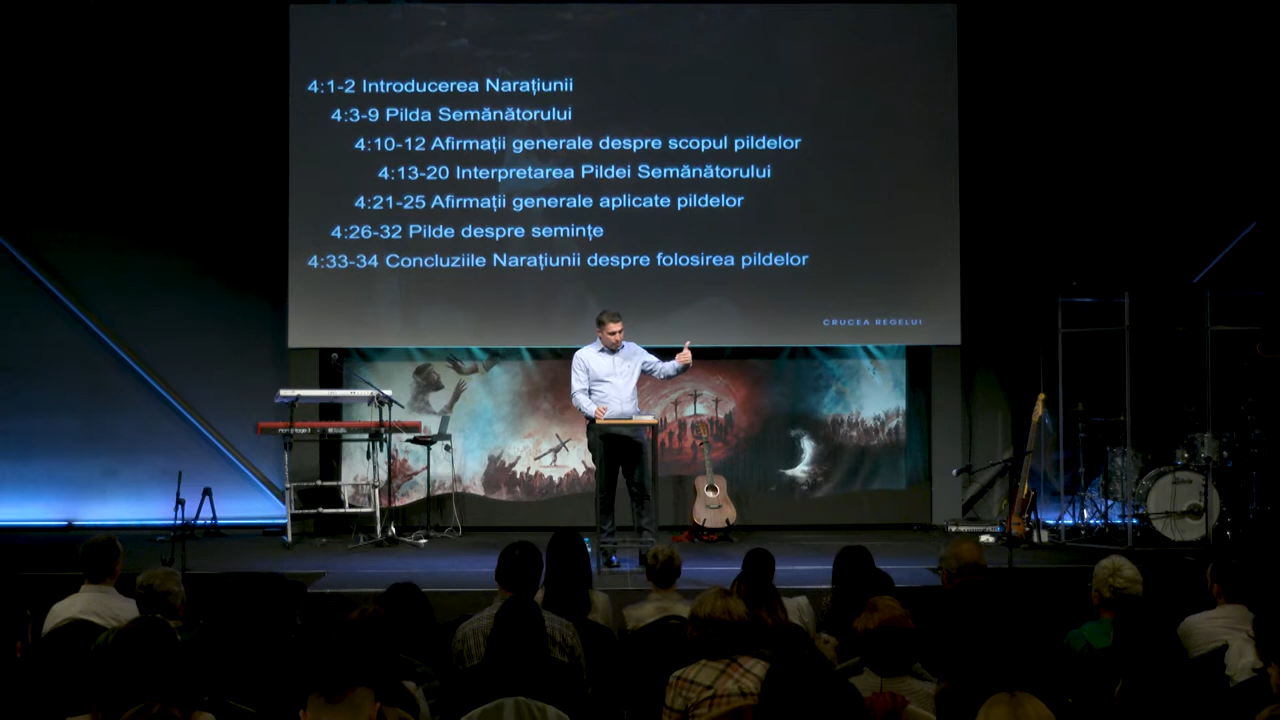 4:1-2 Introducerea Narațiunii
4:3-9 Pilda Semănătorului
4:10-12 Afirmații generale despre scopul pildelor
4:13-20 Interpretarea Pildei Semănătorului
4:21-25 Afirmații generale aplicate pildelor
4:26-32 Pilde despre semințe
4:33-34 Concluziile Narațiunii despre folosirea pildelor
CRUCEA REGELUI